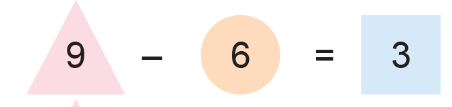 9 – 6 = 3